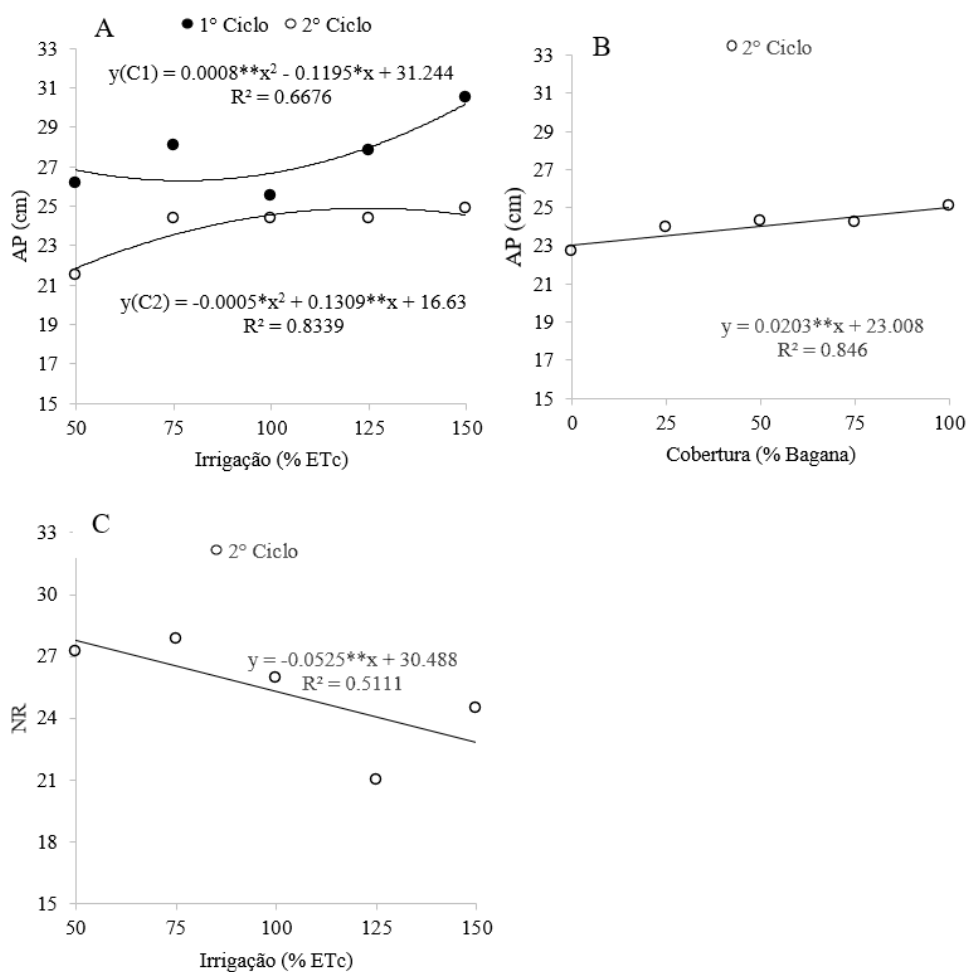 ● 1° Ciclo ○ 2° Ciclo
A
33
31
29
27
25
23
21
19
17
15
AP (cm)
y(C1) = 0.0008**x² - 0.1195*x + 31.244
R² = 0.6676
y(C2) = -0.0005*x² + 0.1309**x + 16.63
R² = 0.8339
50 75 100 125 150
Irrigação (% ETc)
B
○ 2° Ciclo
33
31
29
27
25
23
21
19
17
15
AP (cm)
y = 0.0203**x + 23.008
R² = 0.846
0 25 50 75 100
Cobertura (% Bagana)
C
○ 2° Ciclo
33
30
27
24
21
18
15
NR
y = -0.0525**x + 30.488
R² = 0.5111
50 75 100 125 150
Irrigação (% ETc)